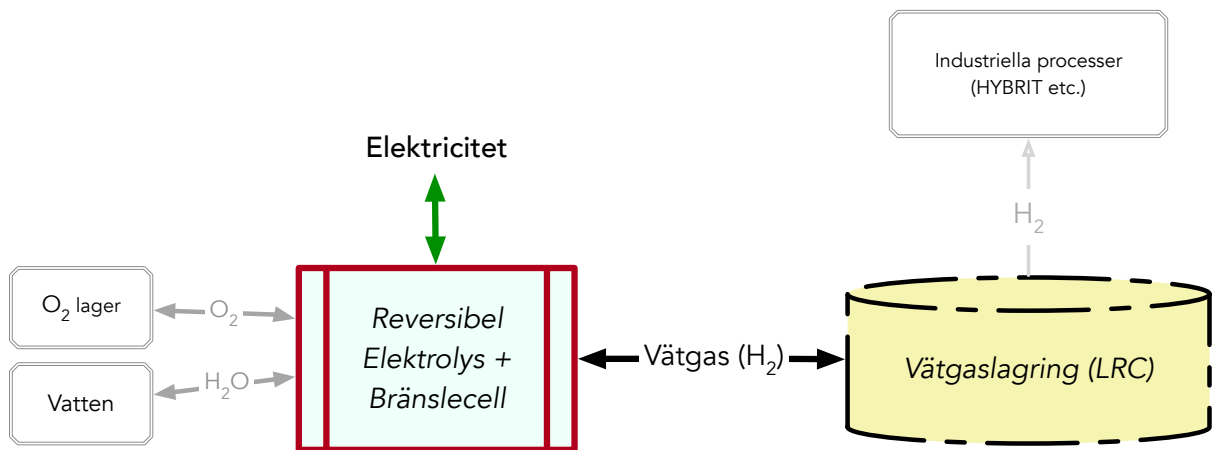 Industriella processer
(HYBRIT etc.)
Elektricitet
H₂
O₂ lager
O₂
Reversibel
Elektrolys +
Bränslecell
Vätgas (H₂)
Vätgaslagring (LRC)
H₂O
Vatten